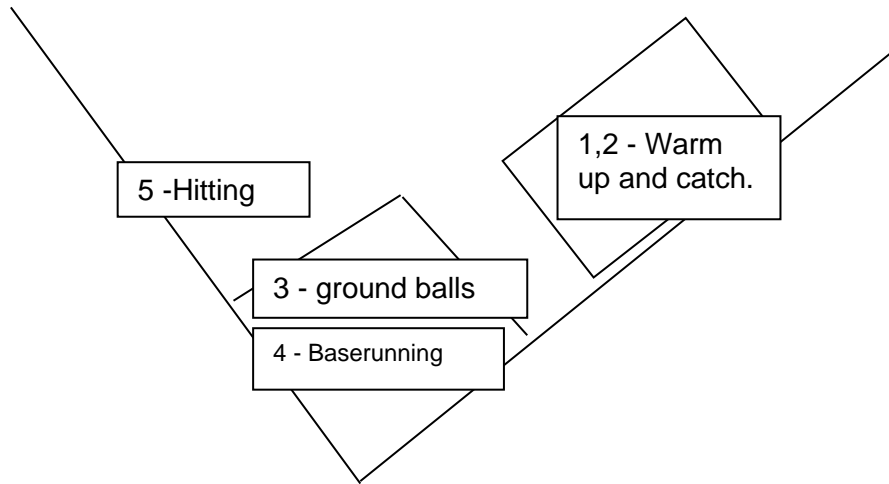 1,2 - Warm
up and catch.
5 -Hitting
3 - ground balls
4 - Baserunning